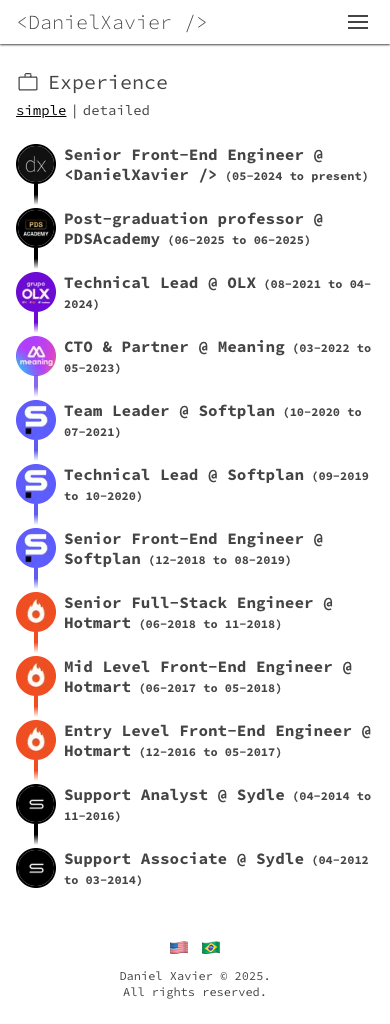 <DanielXavier />
Experience
simple | detailed
dx
Senior Front-End Engineer @
<DanielXavier /> (05-2024 to present)
PDS
ACADEMY
Post-graduation professor @
PDSAcademy (06-2025 to 06-2025)
grupo
OLX
Technical Lead @ OLX (08-2021 to 04-
2024)
meaning
CTO & Partner @ Meaning (03-2022 to
05-2023)
Team Leader @ Softplan (10-2020 to
07-2021)
Technical Lead @ Softplan (09-2019
to 10-2020)
Senior Front-End Engineer @
Softplan (12-2018 to 08-2019)
Senior Full-Stack Engineer @
Hotmart (06-2018 to 11-2018)
Mid Level Front-End Engineer @
Hotmart (06-2017 to 05-2018)
Entry Level Front-End Engineer @
Hotmart (12-2016 to 05-2017)
Support Analyst @ Sydle (04-2014 to
11-2016)
Support Associate @ Sydle (04-2012
to 03-2014)
Daniel Xavier © 2025.
All rights reserved.